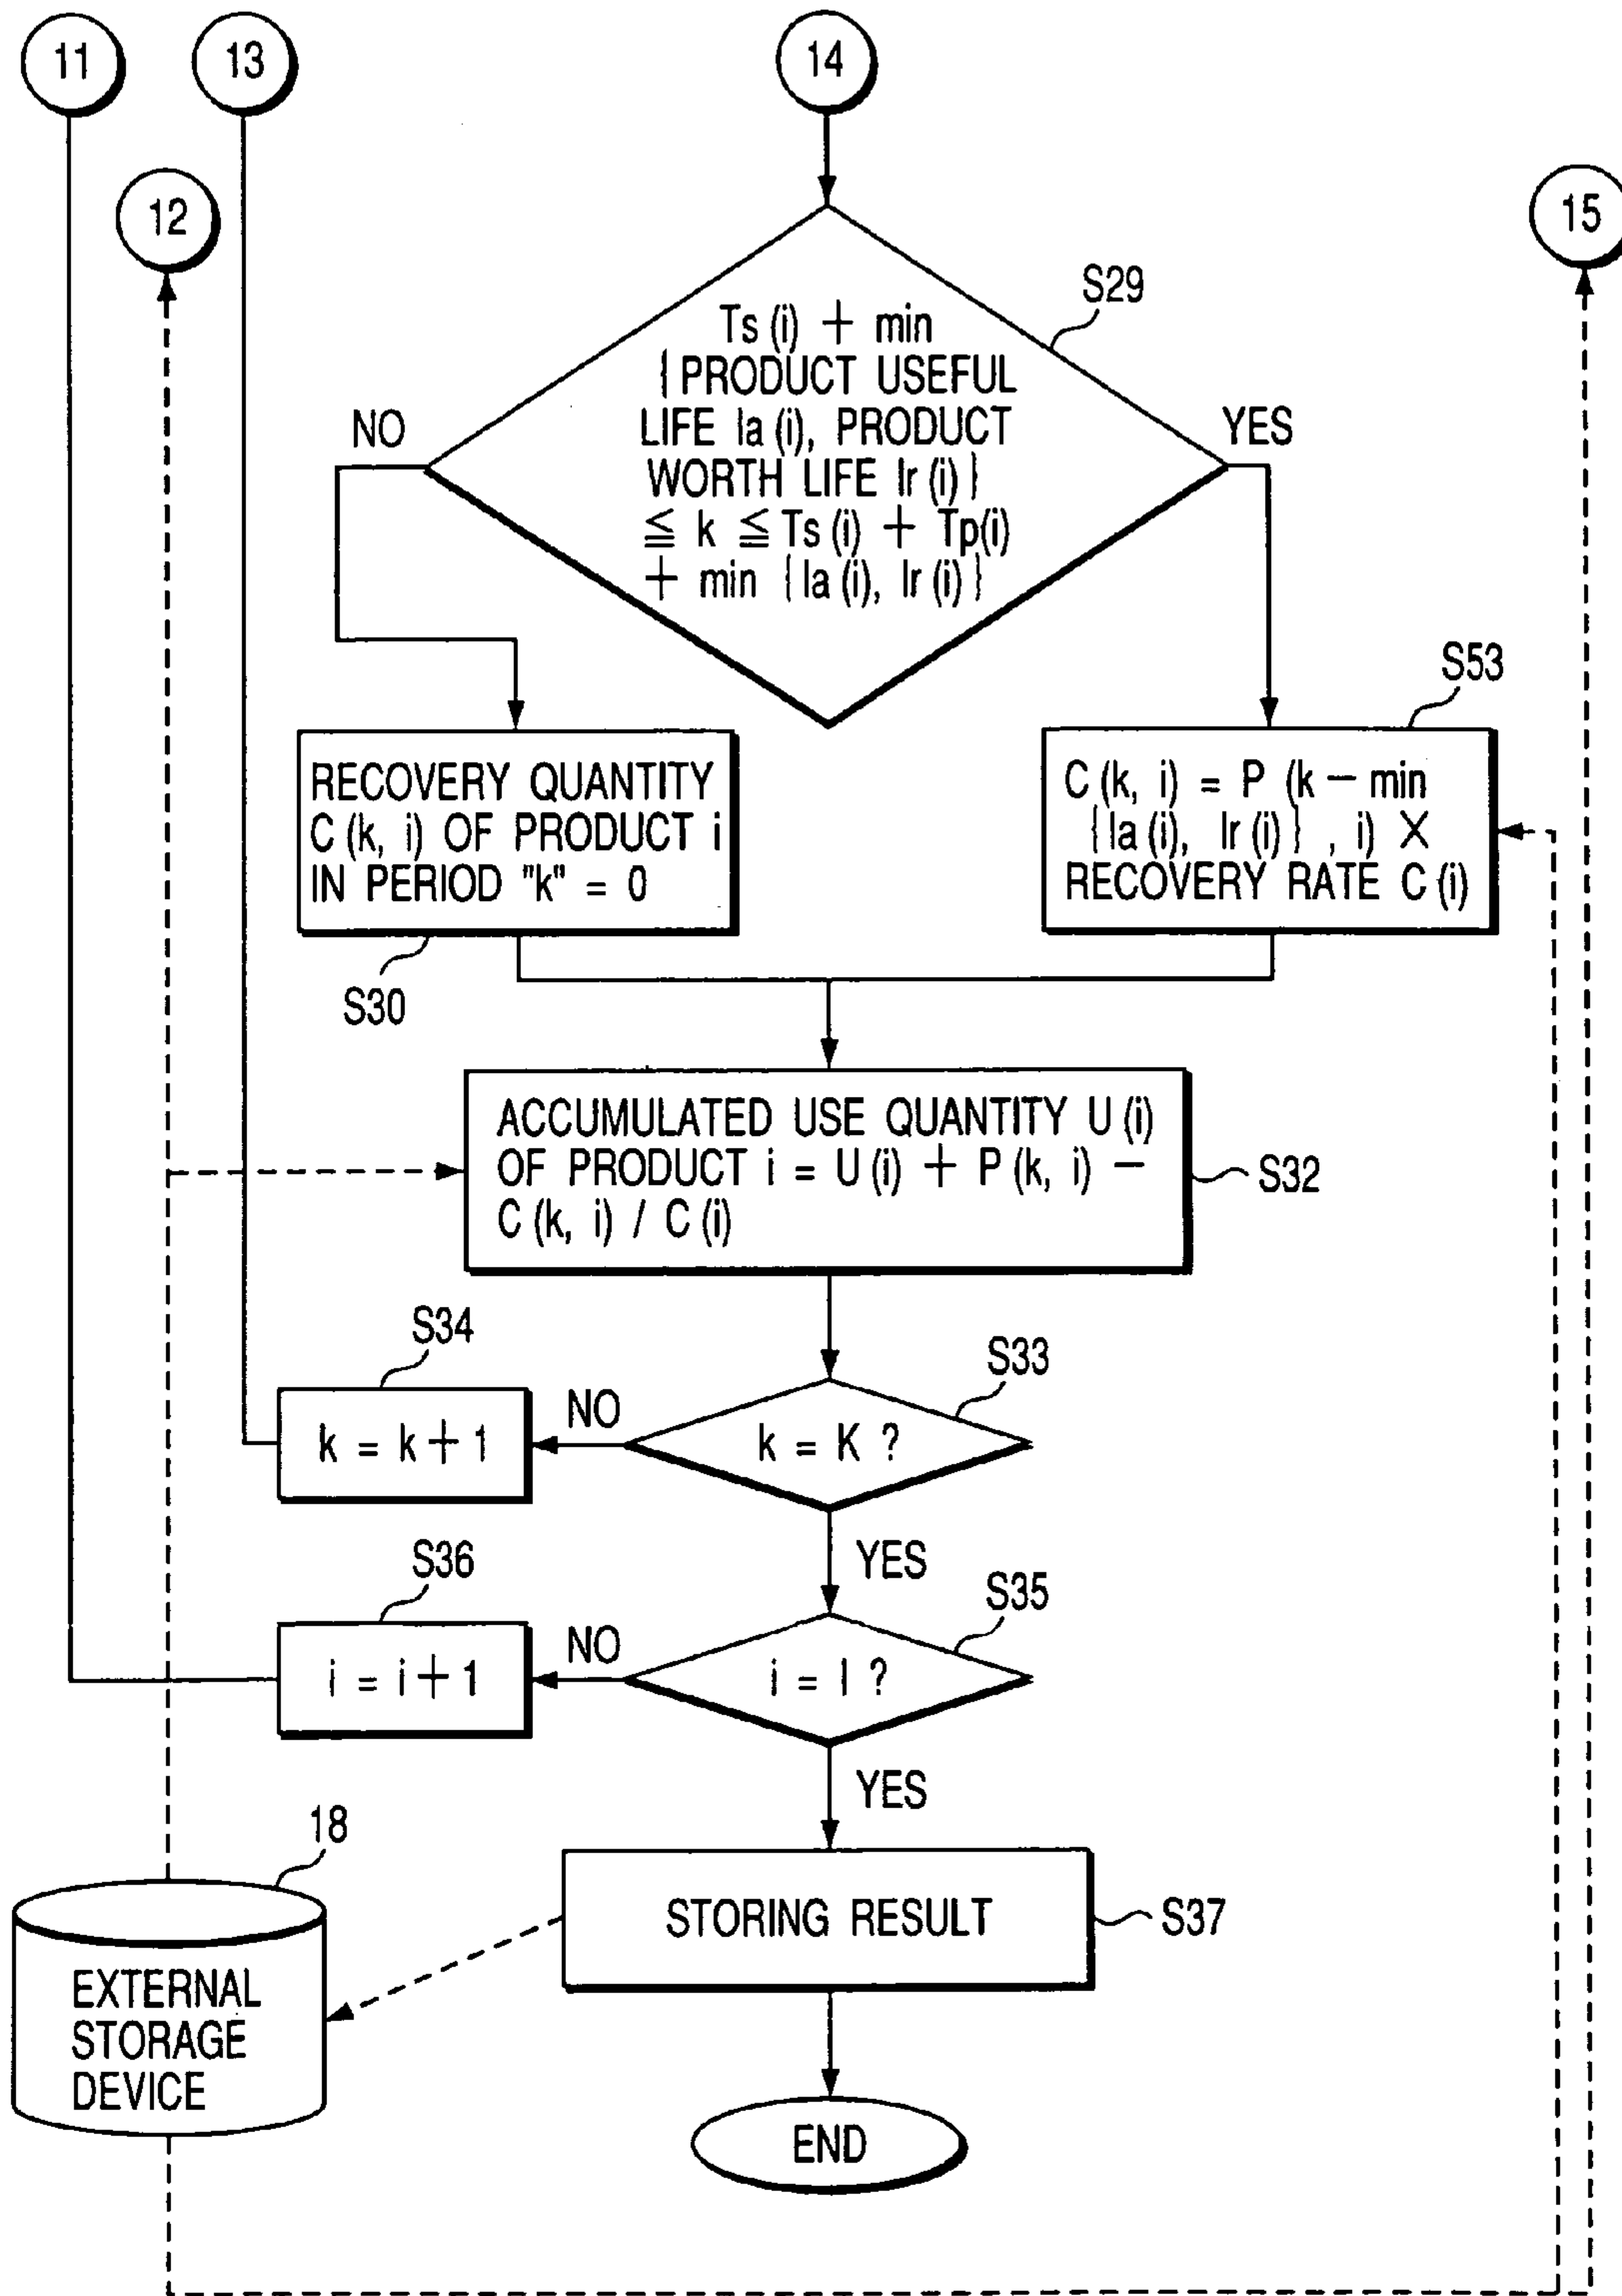 11
13
14
12
15
S29
Ts (i) + min
{ PRODUCT USEFUL
LIFE la (i), PRODUCT
WORTH LIFE lr (i) }
≦ k ≦ Ts (i) + Tp(i)
+ min { la (i), lr (i) }
NO
YES
S53
RECOVERY QUANTITY
C (k, i) OF PRODUCT i
IN PERIOD "k" = 0
C (k, i) = P (k − min
{ la (i), lr (i) } , i) ×
RECOVERY RATE C (i)
S30
ACCUMULATED USE QUANTITY U (i)
OF PRODUCT i = U (i) + P (k, i) −
C (k, i) / C (i)
S32
S34
S33
k = k + 1
NO
k = K ?
YES
S36
S35
i = i + 1
NO
i = I ?
YES
18
STORING RESULT
S37
EXTERNAL
STORAGE
DEVICE
END